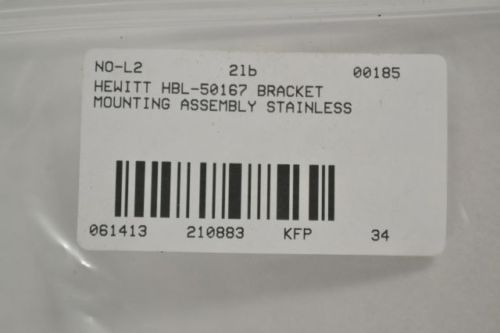 NO-L2 2lb 00185
HEWITT HBL-50167 BRACKET
MOUNTING ASSEMBLY STAINLESS
061413 210883 KFP 34